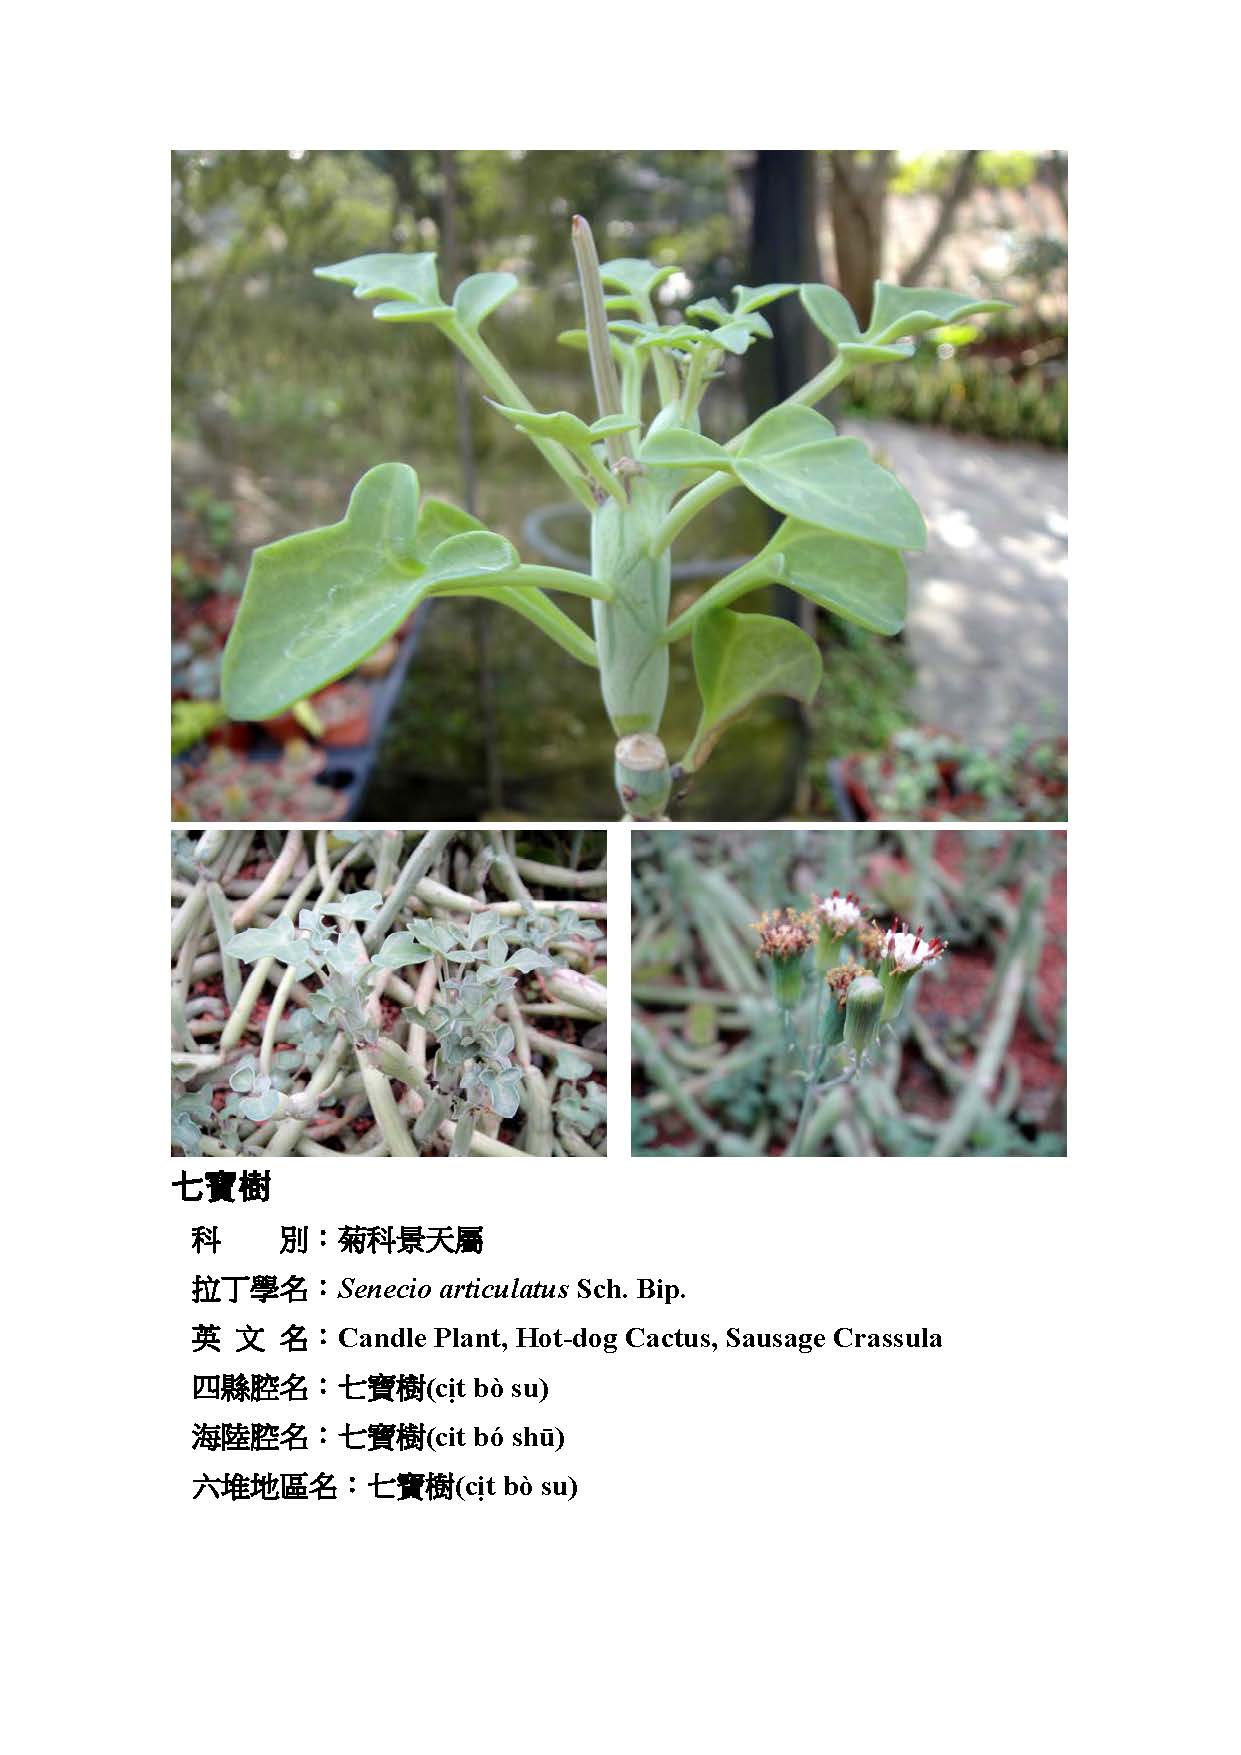 七寶樹
科　　別：菊科景天屬
拉丁學名：Senecio articulatus Sch. Bip.
英 文 名：Candle Plant, Hot-dog Cactus, Sausage Crassula
四縣腔名：七寶樹(cịt bò su)
海陸腔名：七寶樹(cit bó shū)
六堆地區名：七寶樹(cịt bò su)